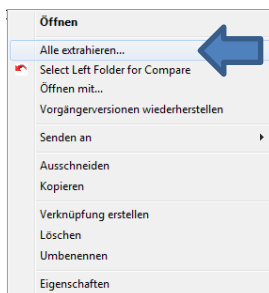 Öffnen
Alle extrahieren...
Select Left Folder for Compare
Öffnen mit...
Vorgängerversionen wiederherstellen
Senden an
Ausschneiden
Kopieren
Verknüpfung erstellen
Löschen
Umbenennen
Eigenschaften